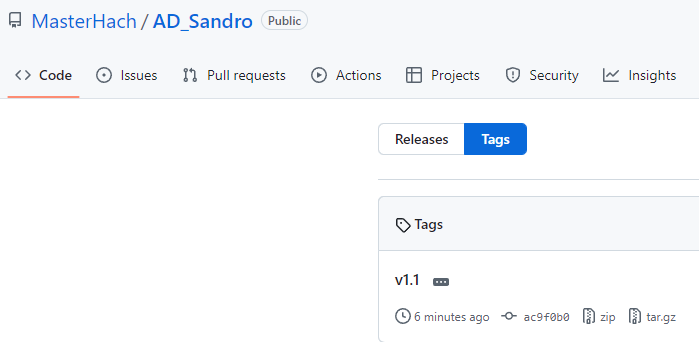 MasterHach / AD_Sandro Public
Code Issues Pull requests Actions Projects Security Insights
Releases Tags
Tags
v1.1 ...
6 minutes ago ac9f0b0 zip tar.gz